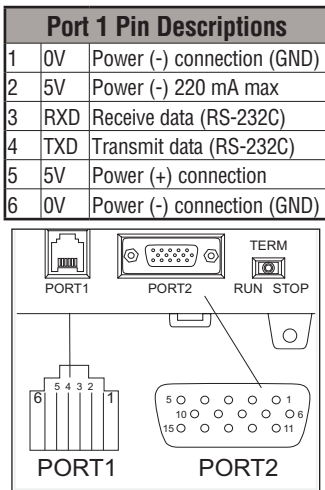 Port 1 Pin Descriptions
1 0V Power (-) connection (GND)
2 5V Power (-) 220 mA max
3 RXD Receive data (RS-232C)
4 TXD Transmit data (RS-232C)
5 5V Power (+) connection
6 0V Power (-) connection (GND)
TERM
PORT1 PORT2 RUN STOP
5 4 3 2
6 1
5 1
10 6
15 11
PORT1 PORT2